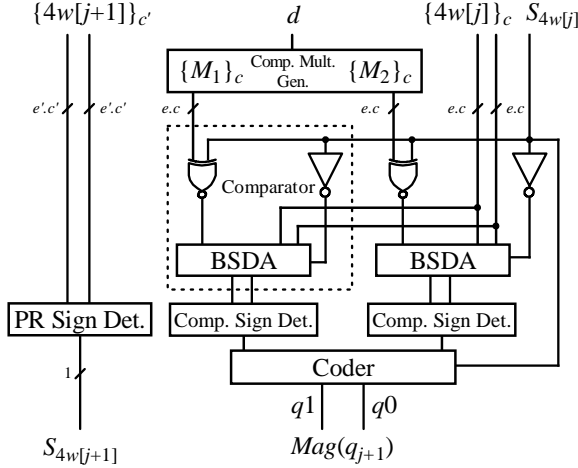 {4w[j+1]}c' d {4w[j]}c S4w[j]
{M1}c Comp. Mult. Gen. {M2}c
e'.c' e'.c' e.c e.c e.c e.c
Comparator
BSDA BSDA
PR Sign Det. Comp. Sign Det. Comp. Sign Det.
Coder
1 q1 q0
S4w[j+1] Mag(qj+1)